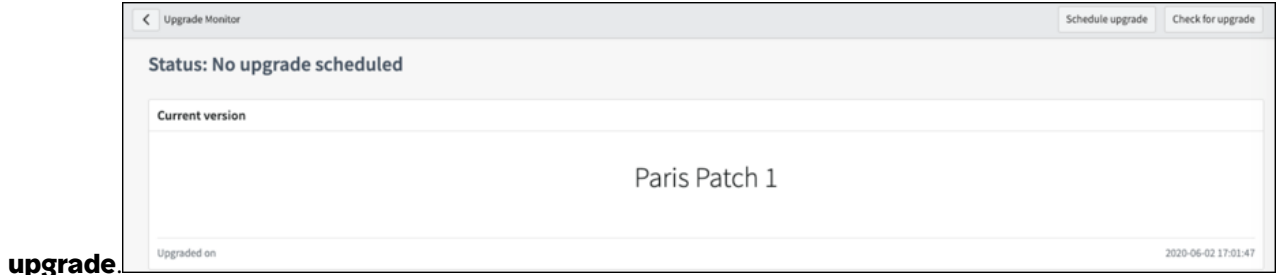 Upgrade Monitor Schedule upgrade Check for upgrade
Status: No upgrade scheduled
Current version
Paris Patch 1
Upgraded on 2020-06-02 17:01:47
upgrade.